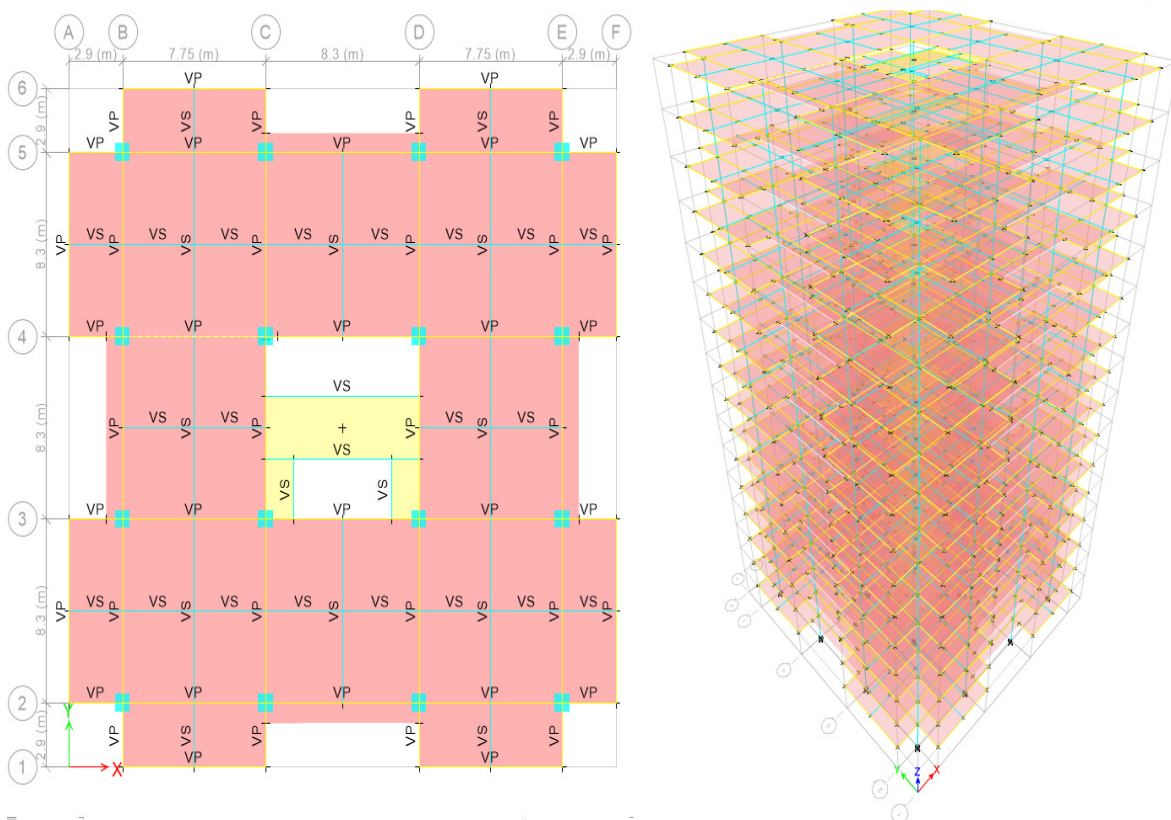 A B C D E F
2.9 (m) 7.75 (m) 8.3 (m) 7.75 (m) 2.9 (m)
6 VP VP
2.9 (m) VP VS VP VP VS VP
5 VP VP VP VP VP
VS VS VS VS VS VS VS VS
8.3 (m) VP VP VS VP VS VP VS VP VP
4 VP VP VP VP VP
VS
VS VS VS VS
8.3 (m) VP VS VP VP VS VP
VS
VS VS
3 VP VP VP VP VP
VS VS VS VS VS VS VS VS
8.3 (m) VP VP VS VP VS VP VS VP VP
2 VP VP VP VP VP
Y
2.9 (m) VP VS VP VP VS VP
VP VP
1 X
Y Z X